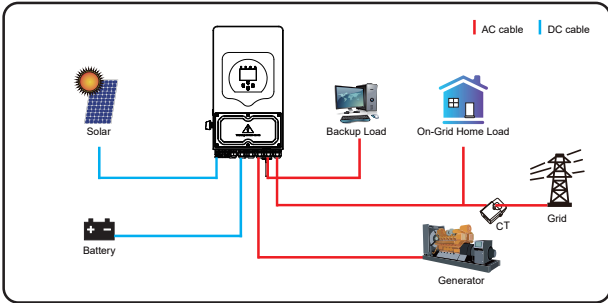 AC cable
DC cable
Solar
Backup Load
On-Grid Home Load
CT
Grid
Battery
Generator